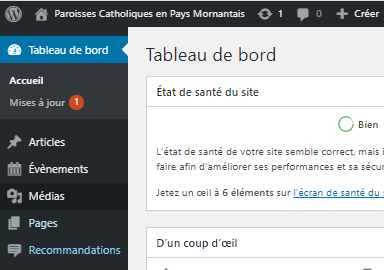 Paroisses Catholiques en Pays Mornantais 1 0 Créer
Tableau de bord
Accueil
Mises à jour 1
Articles
Évènements
Médias
Pages
Recommandations
Tableau de bord
État de santé du site
Bien
L’état de santé de votre site semble correct, mais i
faire afin d’améliorer ses performances et sa sécu
Jetez un œil à 6 éléments sur l’écran de santé du s
D’un coup d’œil